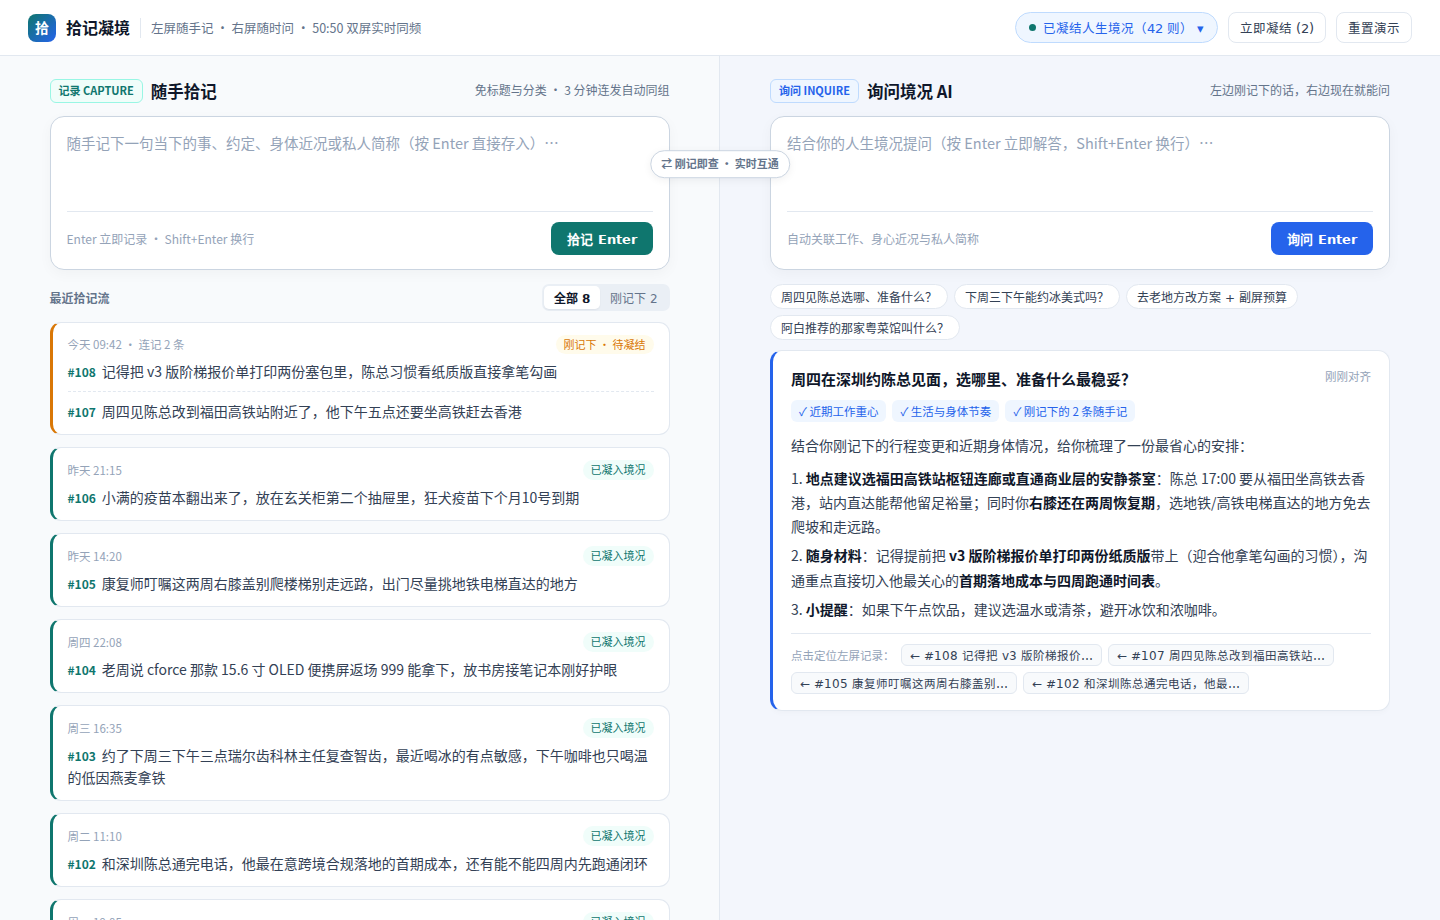 拾 拾记凝境 左屏随手记 · 右屏随时问 · 50:50 双屏实时同频 已凝结人生境况（42 则） ▾ 立即凝结 (2) 重置演示
记录 CAPTURE 随手拾记 免标题与分类 · 3 分钟连发自动同组
随手拾记下一句当下的事、约定、身体近况或私人简称（按 Enter 直接存入）…
Enter 立即记录 · Shift+Enter 换行 拾记 Enter
⇄ 刚记即查 · 实时互通
询问 INQUIRE 询问境况 AI 左边刚记下的话，右边现在就能问
结合你的人生境况提问（按 Enter 立即解答，Shift+Enter 换行）…
自动关联工作、身心近况与私人简称 询问 Enter
最近拾记流 全部 8 刚记下 2
今天 09:42 · 连记 2 条 刚记下 · 待凝结
#108 记得把 v3 版阶梯报价单打印两份塞包里，陈总习惯看纸质版直接拿笔勾画
#107 周四见陈总改到福田高铁站附近了，他下午五点还要坐高铁赶去香港
昨天 21:15 已凝入境况
#106 小满的疫苗本翻出来了，放在玄关柜第二个抽屉里，狂犬疫苗下个月10号到期
昨天 14:20 已凝入境况
#105 康复师叮嘱这两周右膝盖别爬楼梯别走远路，出门尽量挑地铁电梯直达的地方
周四 22:08 已凝入境况
#104 老周说 cforce 那款 15.6 寸 OLED 便携屏返场 999 能拿下，放书房接笔记本刚好护眼
周三 16:35 已凝入境况
#103 约了下周三下午三点瑞尔齿科林主任复查智齿，最近喝冰的有点敏感，下午咖啡也只喝温
的低因燕麦拿铁
周二 11:10 已凝入境况
#102 和深圳陈总通完电话，他最在意跨境合规落地的首期成本，还有能不能四周内先跑通闭环
周四见陈总选哪、准备什么？ 下周三下午能约冰美式吗？ 去老地方改方案 + 副屏预算
阿白推荐的那家粤菜馆叫什么？
周四在深圳约陈总见面，选哪里、准备什么最稳妥？ 刚刚对齐
✓ 近期工作重心 ✓ 生活与身体节奏 ✓ 刚记下的 2 条随手记
结合你刚记下的行程变更和近期身体情况，给你梳理了一份最省心的安排：
1. 地点建议选福田高铁站枢纽连廊或直通商业层的安静茶室：陈总 17:00 要从福田坐高铁去香
港，站内直达能帮他留足裕量；同时你右膝还在两周恢复期，选地铁/高铁电梯直达的地方免去
爬坡和走远路。
2. 随身材料：记得提前把 v3 版阶梯报价单打印两份纸质版带上（迎合他拿笔勾画的习惯），沟
通重点直接切入他最关心的首期落地成本与四周跑通时间表。
3. 小提醒：如果下午点饮品，建议选温水或清茶，避开冰饮和浓咖啡。
点击定位左屏记录： ← #108 记得把 v3 版阶梯报价… ← #107 周四见陈总改到福田高铁站…
← #105 康复师叮嘱这两周右膝盖别… ← #102 和深圳陈总通完电话，他最…